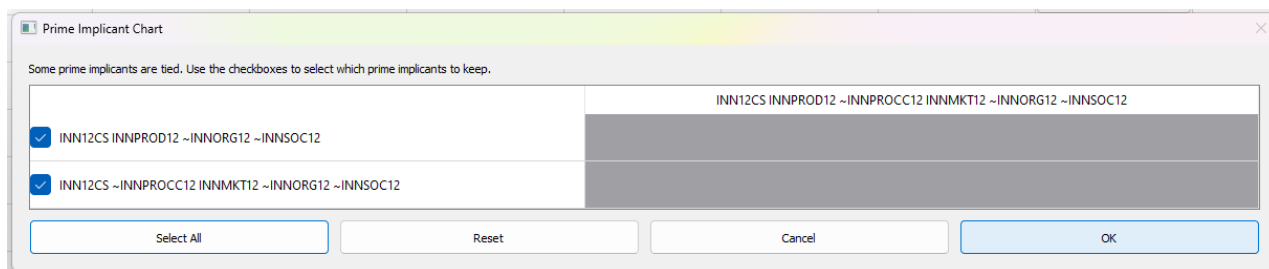 Prime Implicant Chart
Some prime implicants are tied. Use the checkboxes to select which prime implicants to keep.
INN12CS INNPROD12 ~INNPROCC12 INNMKT12 ~INNORG12 ~INNSOC12
INN12CS INNPROD12 ~INNORG12 ~INNSOC12
INN12CS ~INNPROCC12 INNMKT12 ~INNORG12 ~INNSOC12
Select All Reset Cancel OK